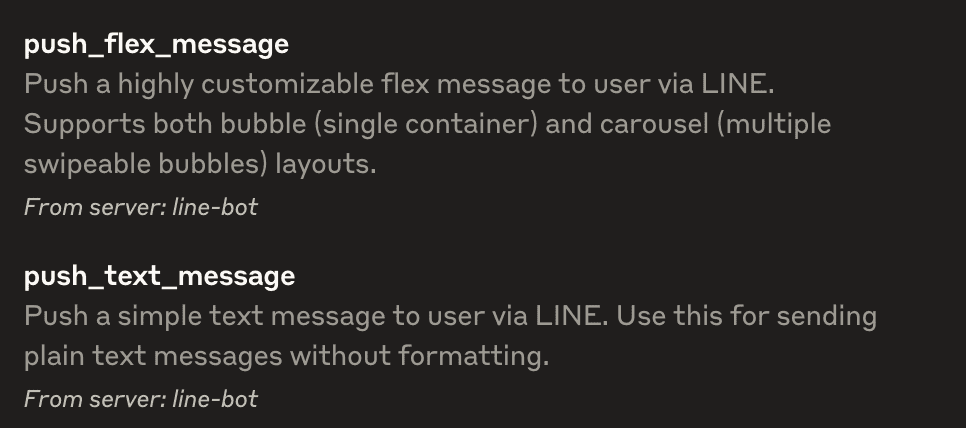 push_flex_message
Push a highly customizable flex message to user via LINE.
Supports both bubble (single container) and carousel (multiple
swipeable bubbles) layouts.
From server: line-bot
push_text_message
Push a simple text message to user via LINE. Use this for sending
plain text messages without formatting.
From server: line-bot